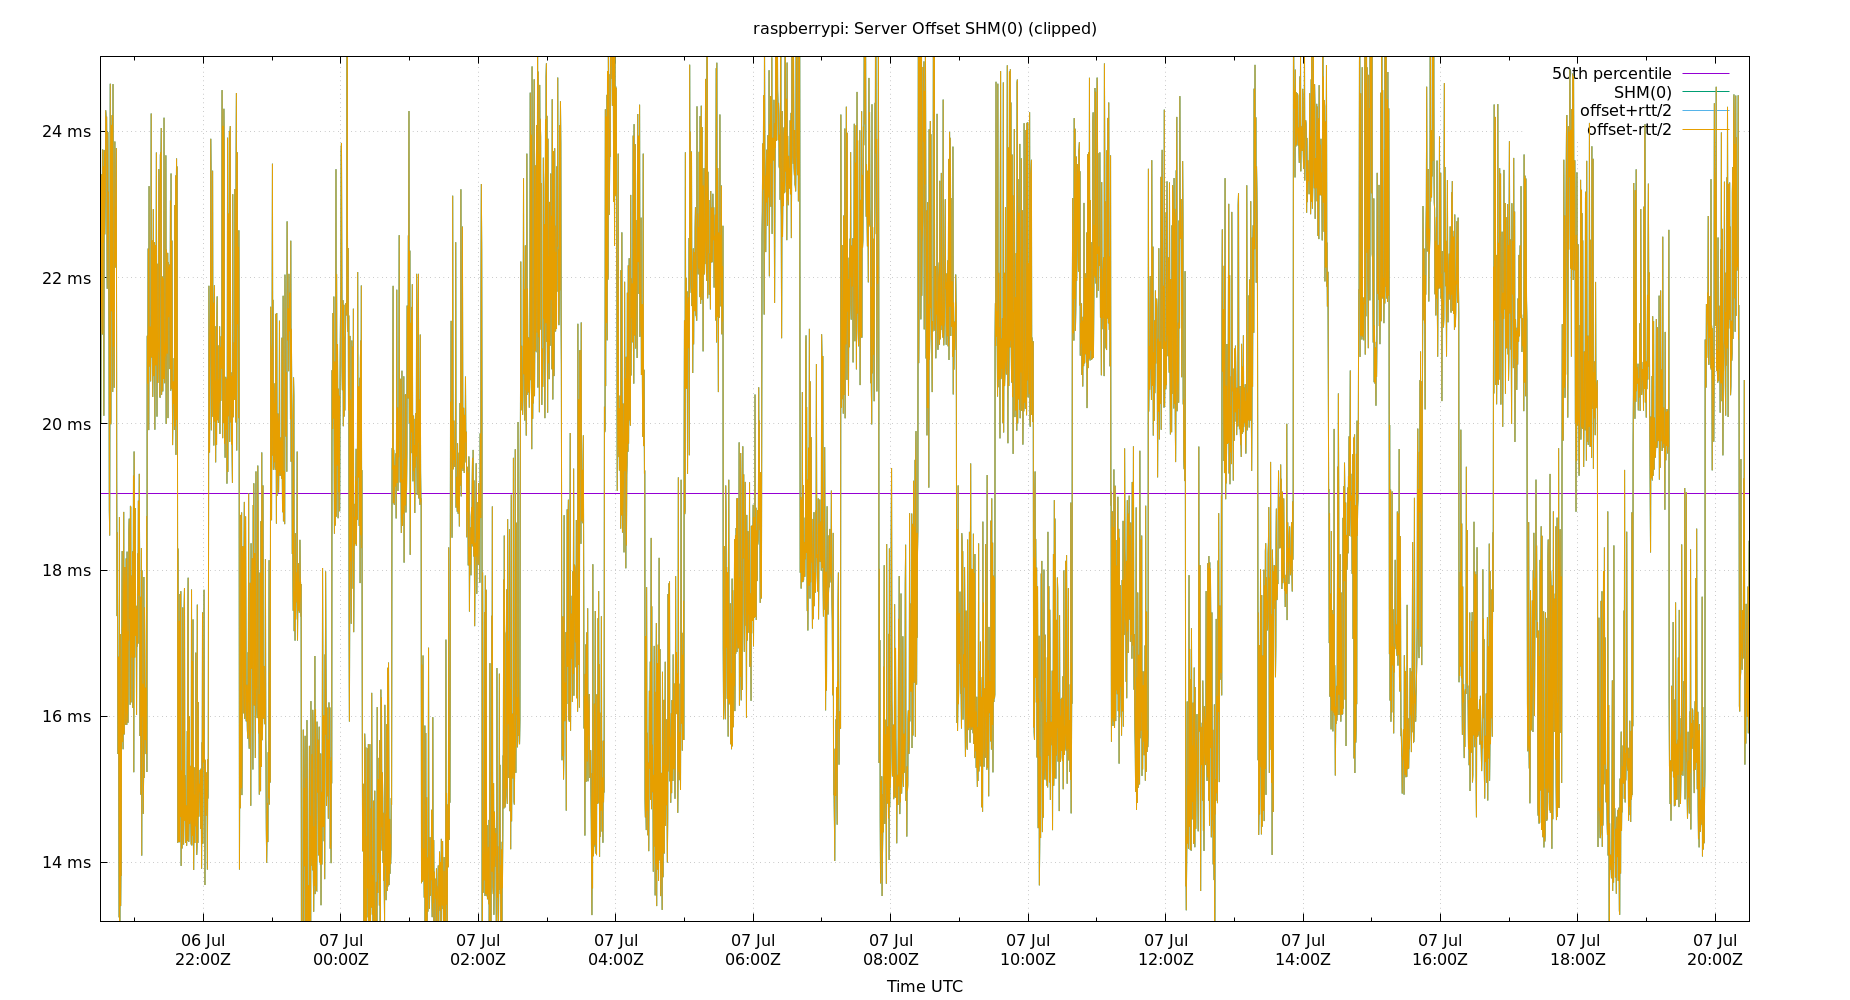 raspberrypi: Server Offset SHM(0) (clipped)
50th percentile
SHM(0)
offset+rtt/2
offset-rtt/2
24 ms
22 ms
20 ms
18 ms
16 ms
14 ms
06 Jul 07 Jul 07 Jul 07 Jul 07 Jul 07 Jul 07 Jul 07 Jul 07 Jul 07 Jul 07 Jul 07 Jul
22:00Z 00:00Z 02:00Z 04:00Z 06:00Z 08:00Z 10:00Z 12:00Z 14:00Z 16:00Z 18:00Z 20:00Z
Time UTC